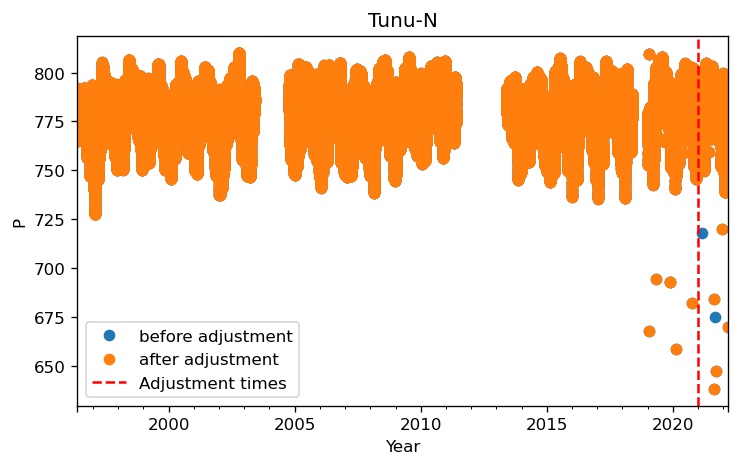 Tunu-N
P
800
775
750
725
700
675
650
before adjustment
after adjustment
Adjustment times
2000 2005 2010 2015 2020
Year